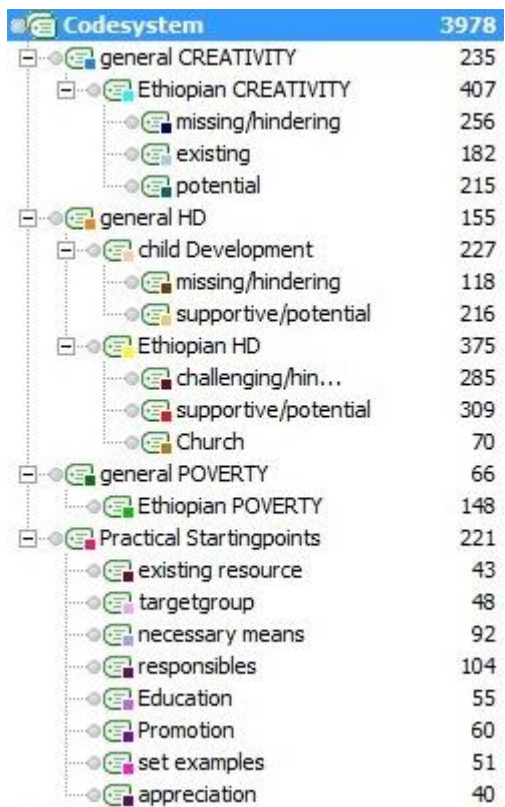 Codesystem 3978
general CREATIVITY 235
Ethiopian CREATIVITY 407
missing/hindering 256
existing 182
potential 215
general HD 155
child Development 227
missing/hindering 118
supportive/potential 216
Ethiopian HD 375
challenging/hin... 285
supportive/potential 309
Church 70
general POVERTY 66
Ethiopian POVERTY 148
Practical Startingpoints 221
existing resource 43
targetgroup 48
necessary means 92
responsibles 104
Education 55
Promotion 60
set examples 51
appreciation 40